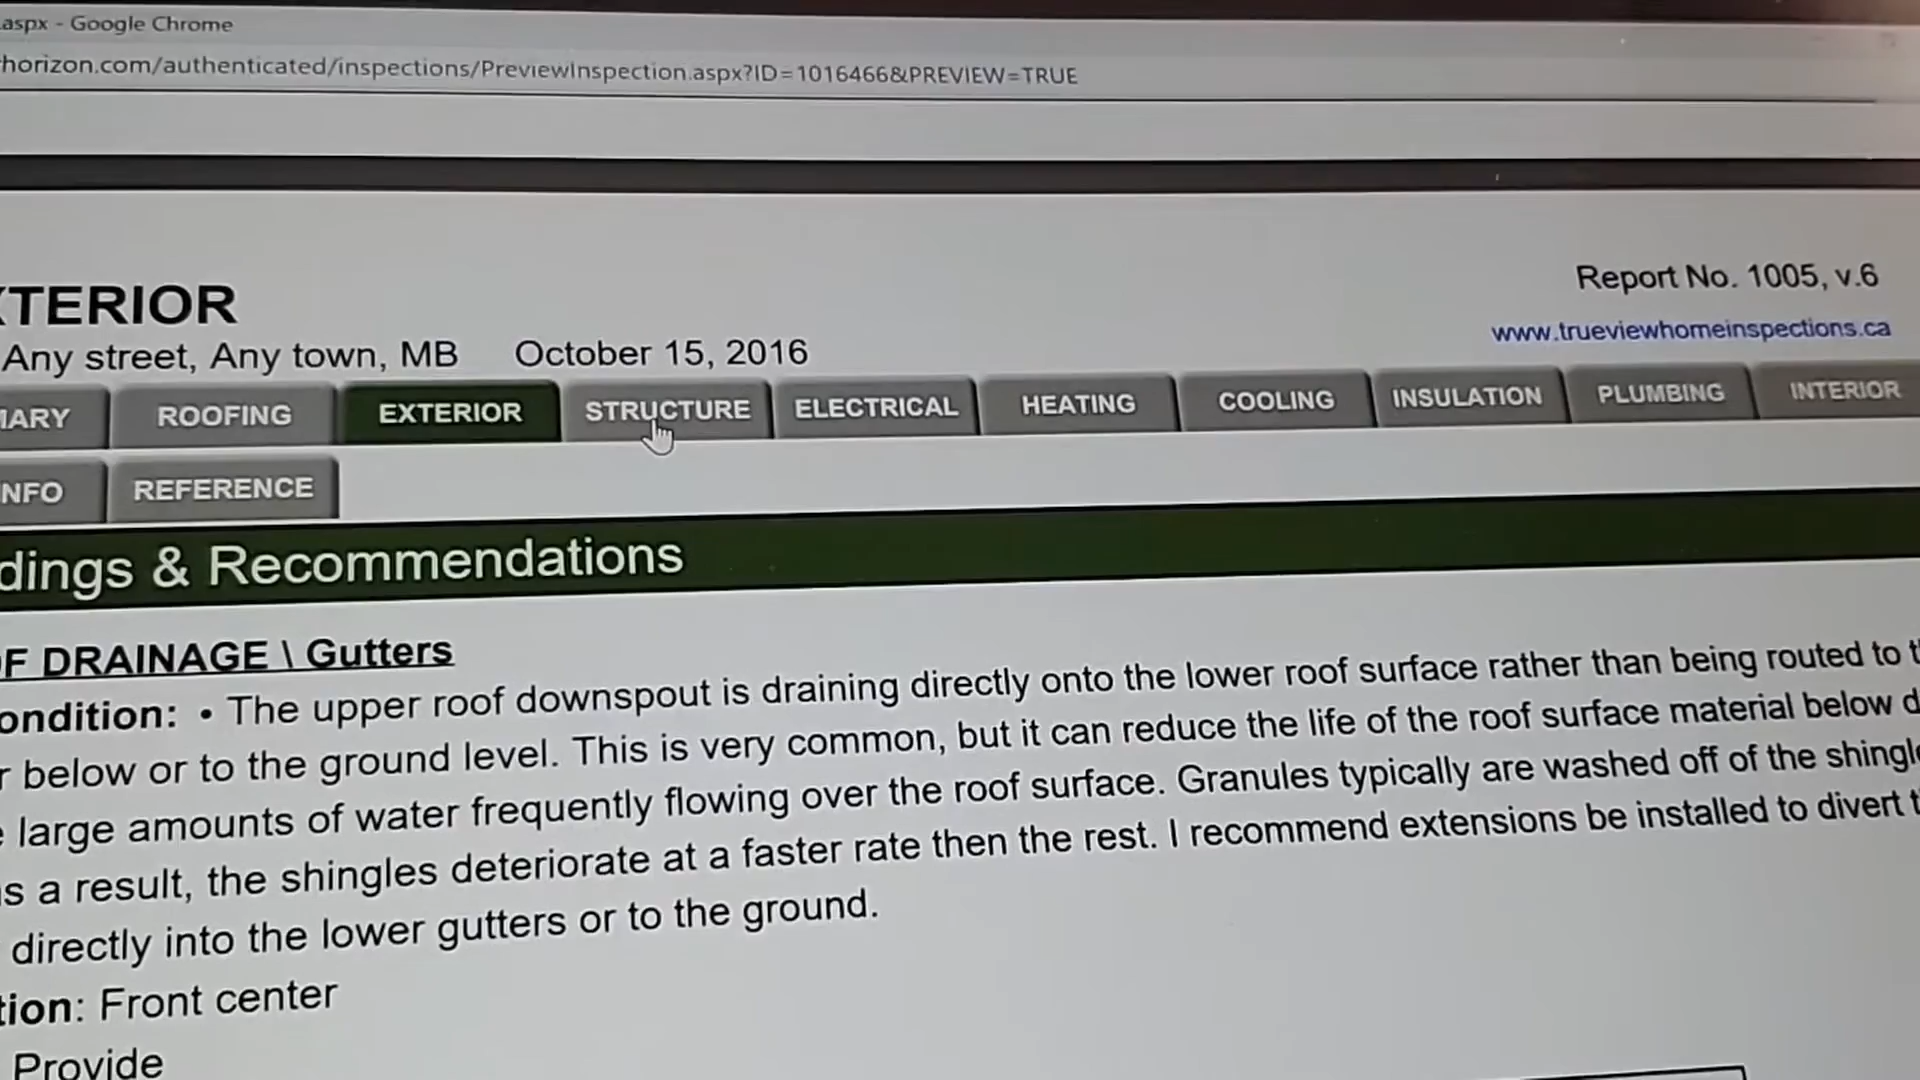 .aspx - Google Chrome
horizon.com/authenticated/inspections/PreviewInspection.aspx?ID=1016466&PREVIEW=TRUE
Report No. 1005, v.6
XTERIOR
www.trueviewhomeinspections.ca
Any street, Any town, MB October 15, 2016
MARY ROOFING EXTERIOR STRUCTURE ELECTRICAL HEATING COOLING INSULATION PLUMBING INTERIOR
NFO REFERENCE
dings & Recommendations
OF DRAINAGE \ Gutters
ondition: • The upper roof downspout is draining directly onto the lower roof surface rather than being routed to t
r below or to the ground level. This is very common, but it can reduce the life of the roof surface material below d
e large amounts of water frequently flowing over the roof surface. Granules typically are washed off of the shingle
s a result, the shingles deteriorate at a faster rate then the rest. I recommend extensions be installed to divert t
directly into the lower gutters or to the ground.
tion: Front center
Provide